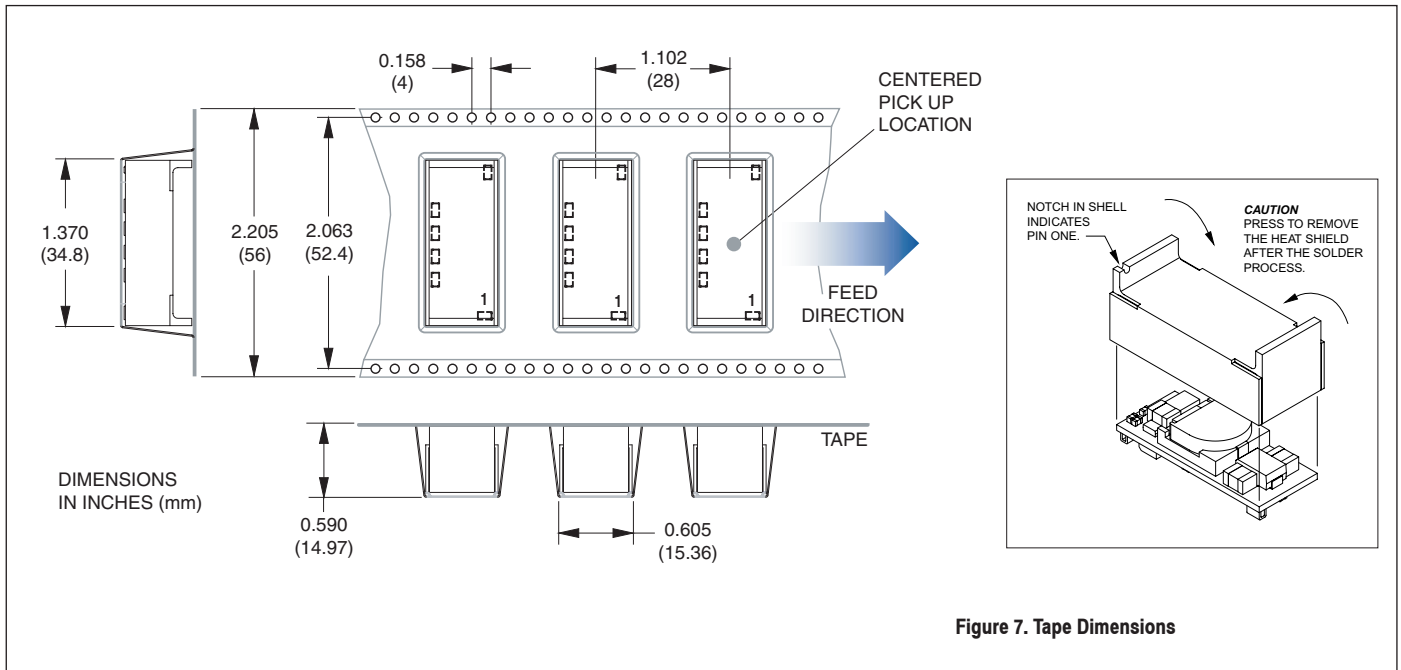 0.158
(4)
1.102
(28)
CENTERED
PICK UP
LOCATION
1.370
(34.8)
2.205
(56)
2.063
(52.4)
1
1
1
FEED
DIRECTION
NOTCH IN SHELL
INDICATES
PIN ONE.
CAUTION
PRESS TO REMOVE
THE HEAT SHIELD
AFTER THE SOLDER
PROCESS.
TAPE
DIMENSIONS
IN INCHES (mm)
0.590
(14.97)
0.605
(15.36)
Figure 7. Tape Dimensions